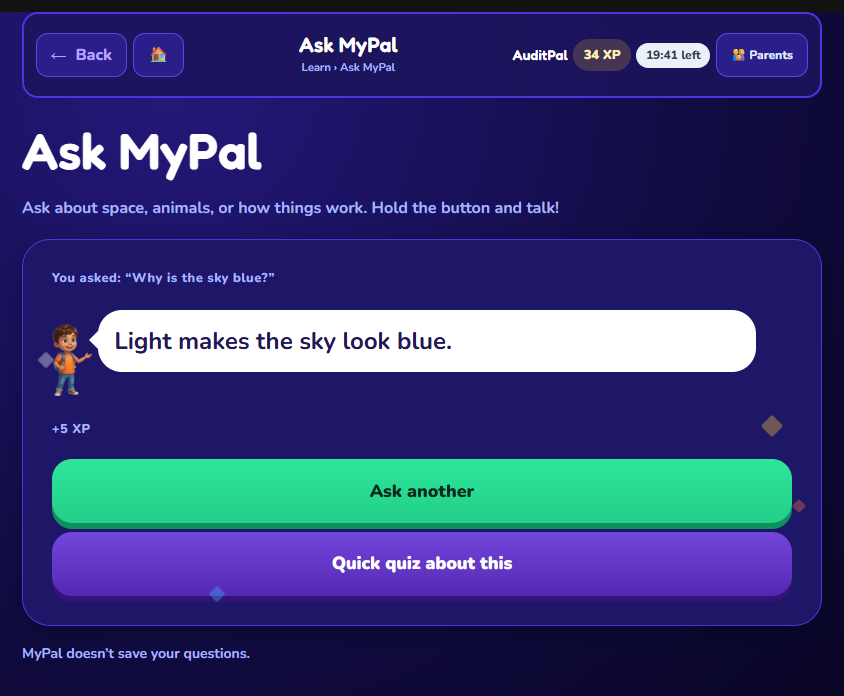 ← Back
Ask MyPal
Learn › Ask MyPal
AuditPal
34 XP
19:41 left
Parents
Ask MyPal
Ask about space, animals, or how things work. Hold the button and talk!
You asked: “Why is the sky blue?”
Light makes the sky look blue.
+5 XP
Ask another
Quick quiz about this
MyPal doesn’t save your questions.